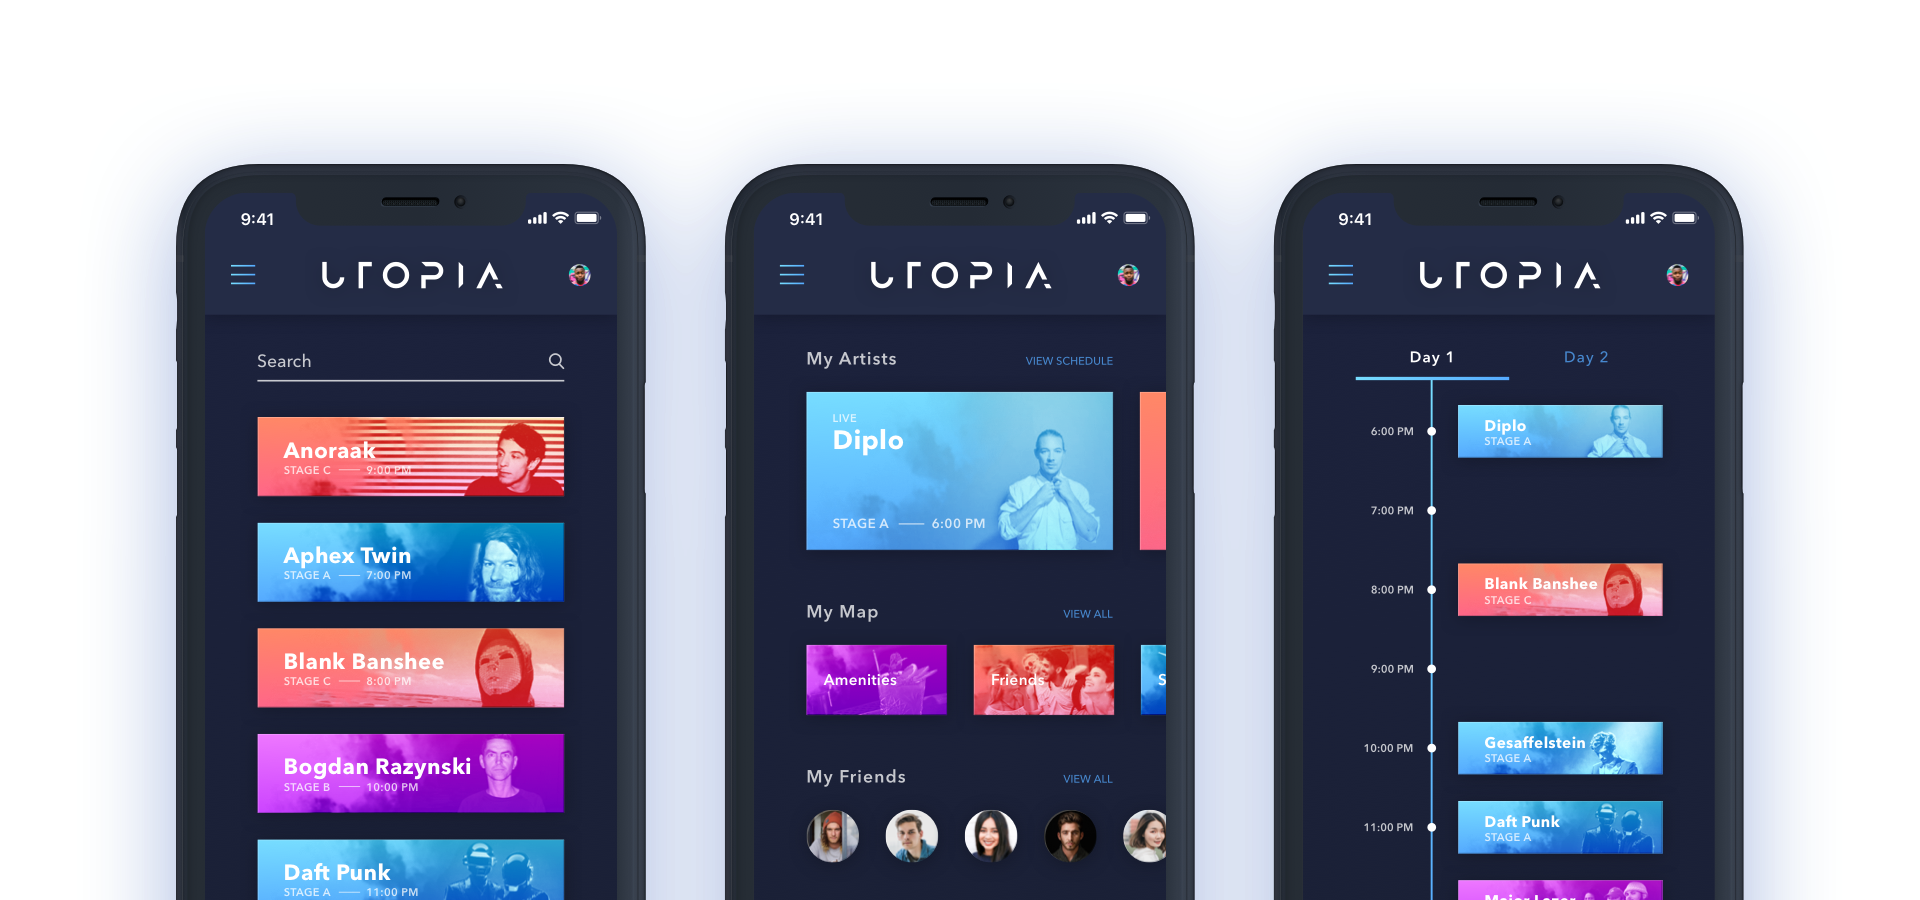 9:41
UTOPIA
Search
Anoraak
STAGE C — 9:00 PM
Aphex Twin
STAGE A — 7:00 PM
Blank Banshee
STAGE C — 8:00 PM
Bogdan Razynski
STAGE B — 10:00 PM
Daft Punk
STAGE A — 11:00 PM
9:41
UTOPIA
My Artists
VIEW SCHEDULE
LIVE
Diplo
STAGE A — 6:00 PM
My Map
VIEW ALL
Amenities
Friends
S
My Friends
VIEW ALL
9:41
UTOPIA
Day 1
Day 2
6:00 PM
Diplo
STAGE A
7:00 PM
8:00 PM
Blank Banshee
STAGE C
9:00 PM
10:00 PM
Gesaffelstein
STAGE A
11:00 PM
Daft Punk
STAGE A
Major Lazer